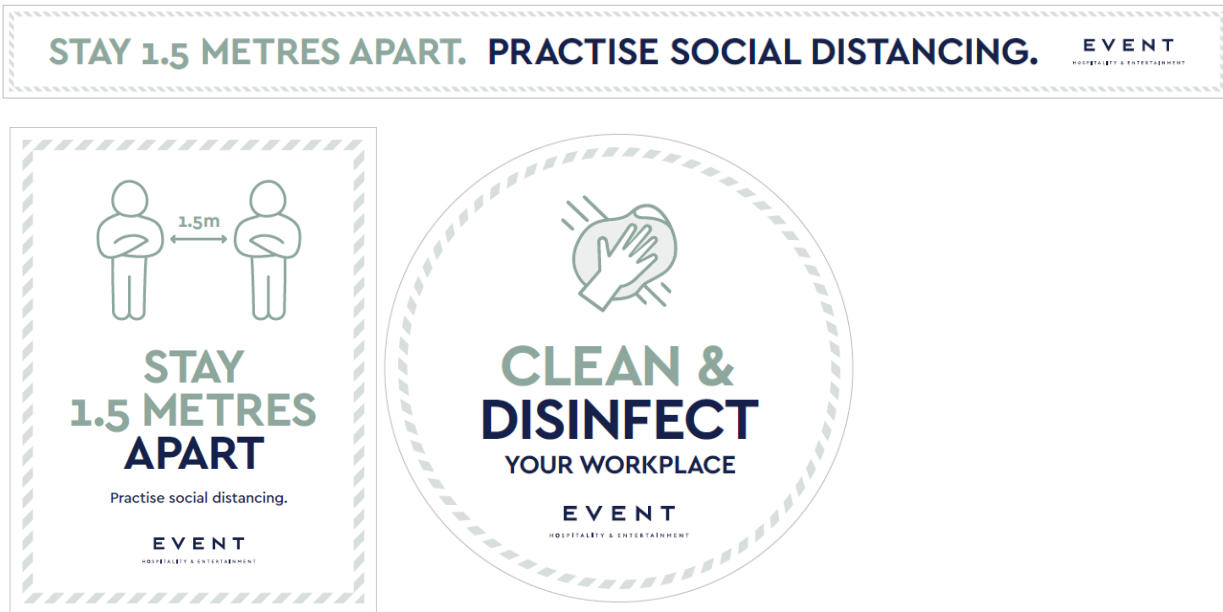 STAY 1.5 METRES APART. PRACTISE SOCIAL DISTANCING.
EVENT
HOSPITALITY & ENTERTAINMENT
1.5m
STAY
1.5 METRES
APART
Practise social distancing.
EVENT
HOSPITALITY & ENTERTAINMENT
CLEAN &
DISINFECT
YOUR WORKPLACE
EVENT
HOSPITALITY & ENTERTAINMENT